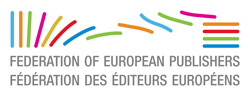 FEDERATION OF EUROPEAN PUBLISHERS
FÉDÉRATION DES ÉDITEURS EUROPÉENS